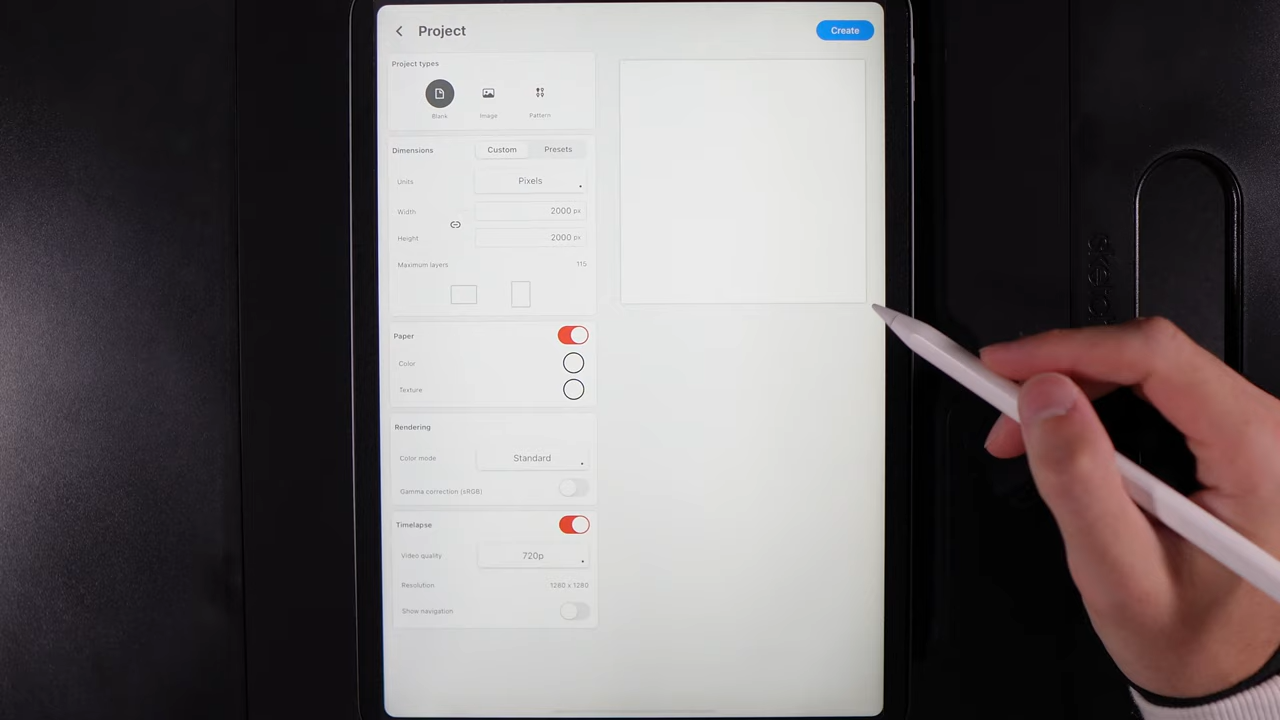 Project
Create
Project types
Blank
Image
Pattern
Dimensions
Custom
Presets
Units
Pixels
Width
2000 px
Height
2000 px
Maximum layers
115
Paper
Color
Texture
Rendering
Color mode
Standard
Gamma correction (sRGB)
Timelapse
Video quality
720p
Resolution
1280 x 1280
Show navigation